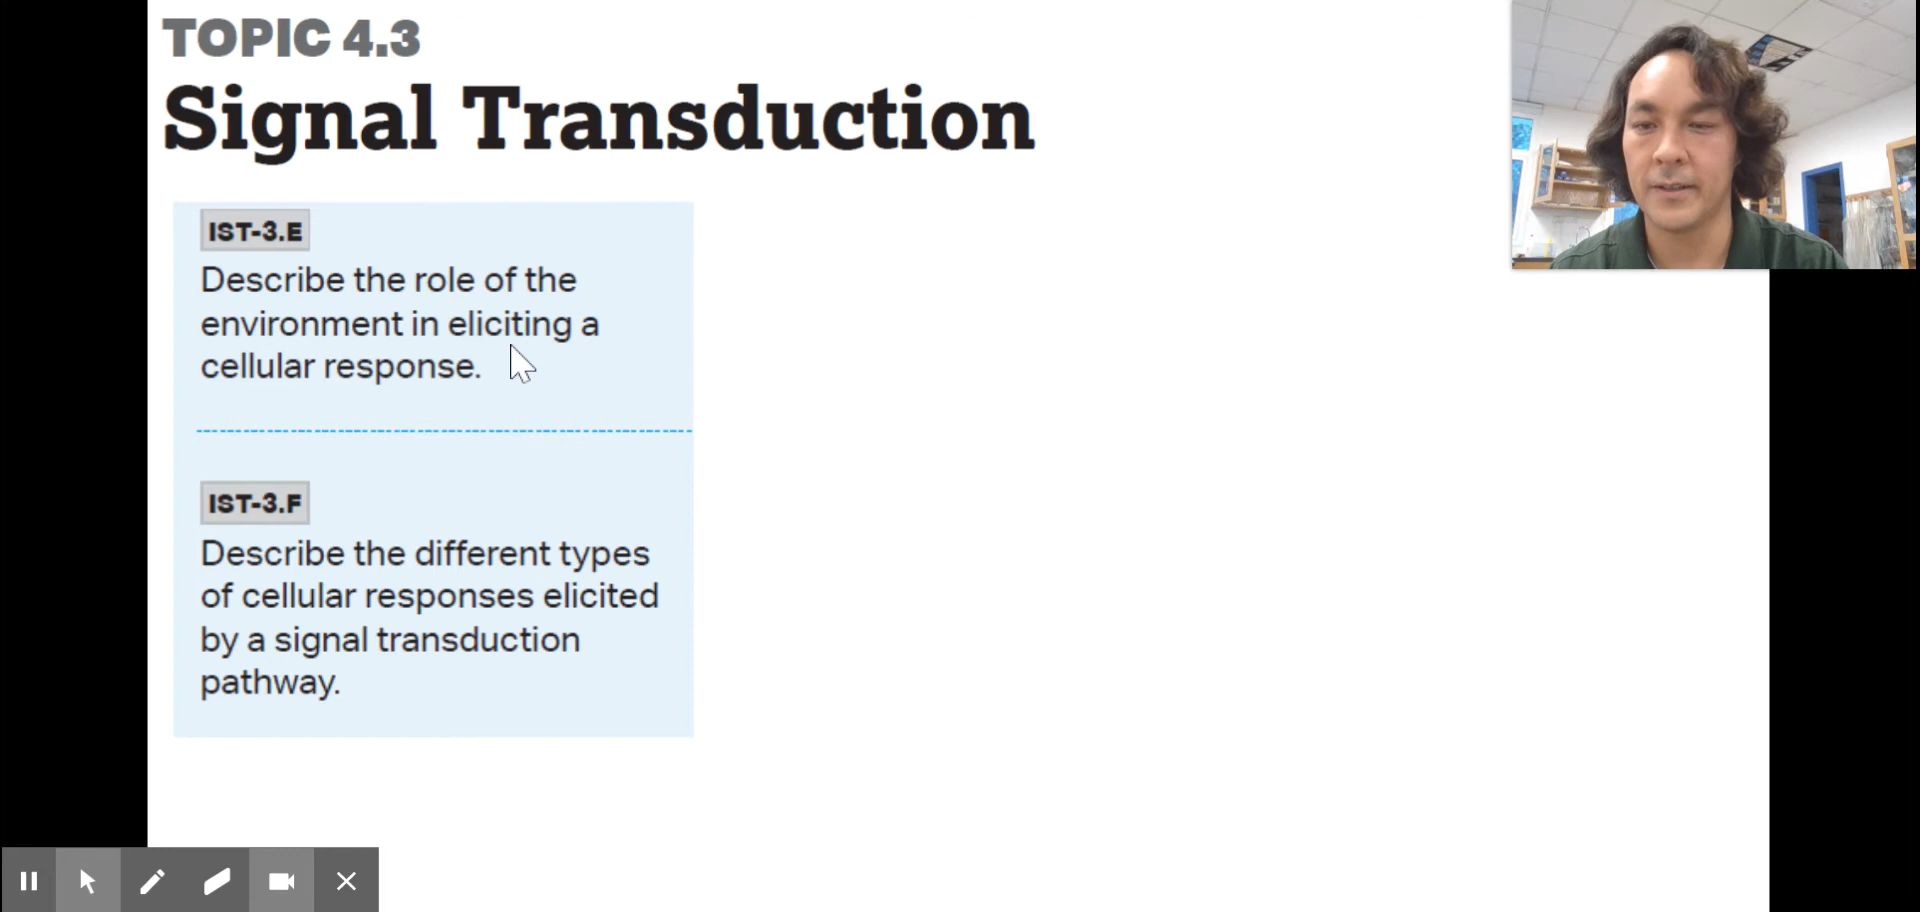 TOPIC 4.3
Signal Transduction
IST-3.E
Describe the role of the
environment in eliciting a
cellular response.
IST-3.F
Describe the different types
of cellular responses elicited
by a signal transduction
pathway.